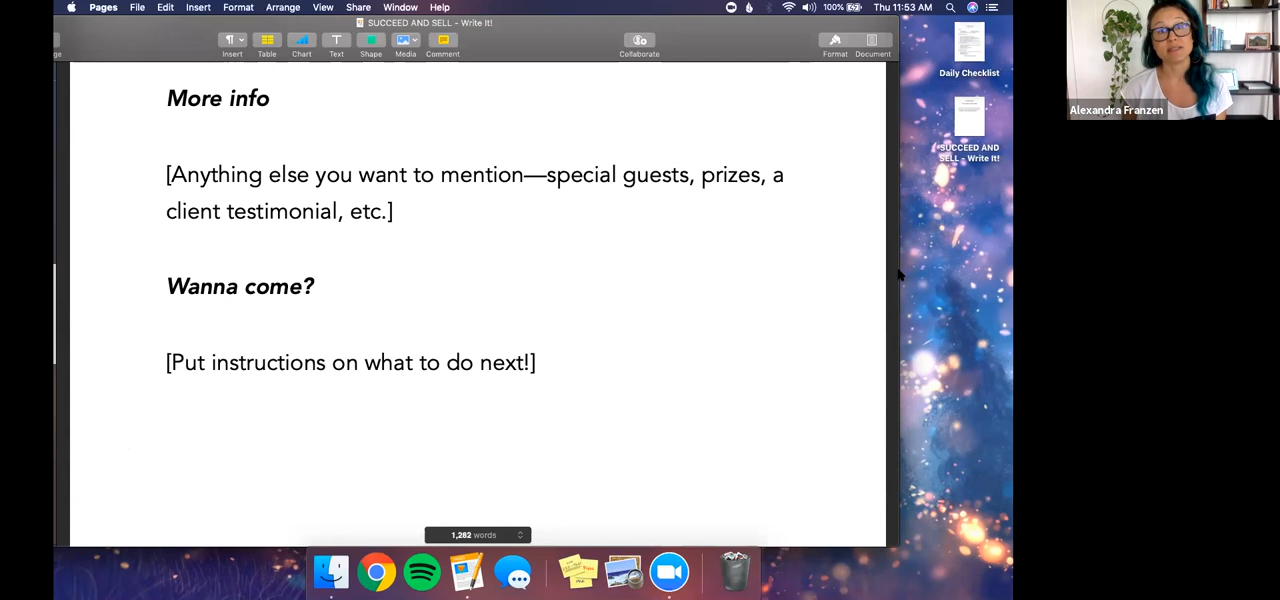 Pages File Edit Insert Format Arrange View Share Window Help 100% Thu 11:53 AM
SUCCEED AND SELL - Write It!
ge Insert Table Chart Text Shape Media Comment Collaborate Format Document
More info
[Anything else you want to mention—special guests, prizes, a
client testimonial, etc.]
Wanna come?
[Put instructions on what to do next!]
1,282 words
Daily Checklist
SUCCEED AND
SELL - Write It!
Alexandra Franzen